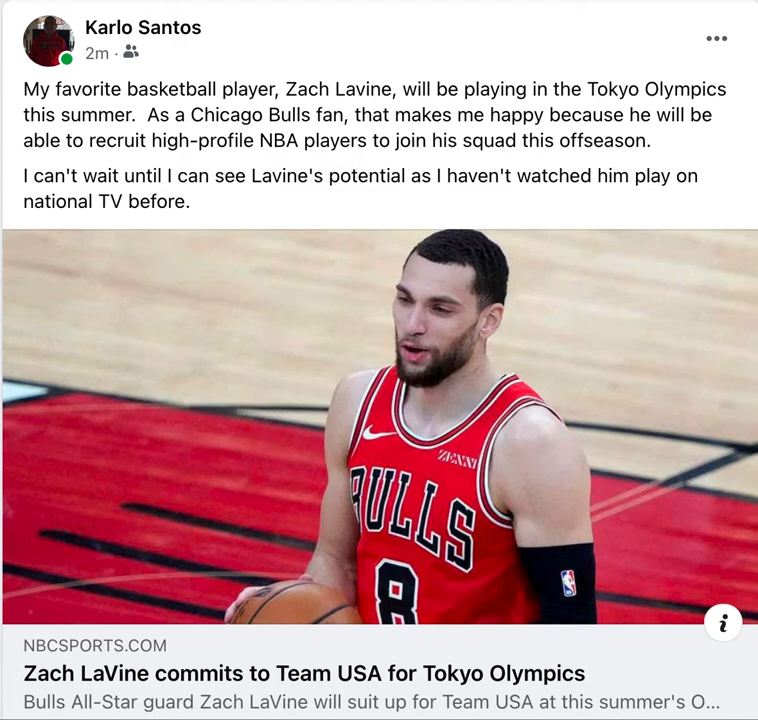 Karlo Santos
2m ·
My favorite basketball player, Zach Lavine, will be playing in the Tokyo Olympics
this summer.  As a Chicago Bulls fan, that makes me happy because he will be
able to recruit high-profile NBA players to join his squad this offseason.
I can't wait until I can see Lavine's potential as I haven't watched him play on
national TV before.
ZENNI
BULLS
8
NBCSPORTS.COM
Zach LaVine commits to Team USA for Tokyo Olympics
Bulls All-Star guard Zach LaVine will suit up for Team USA at this summer's O...